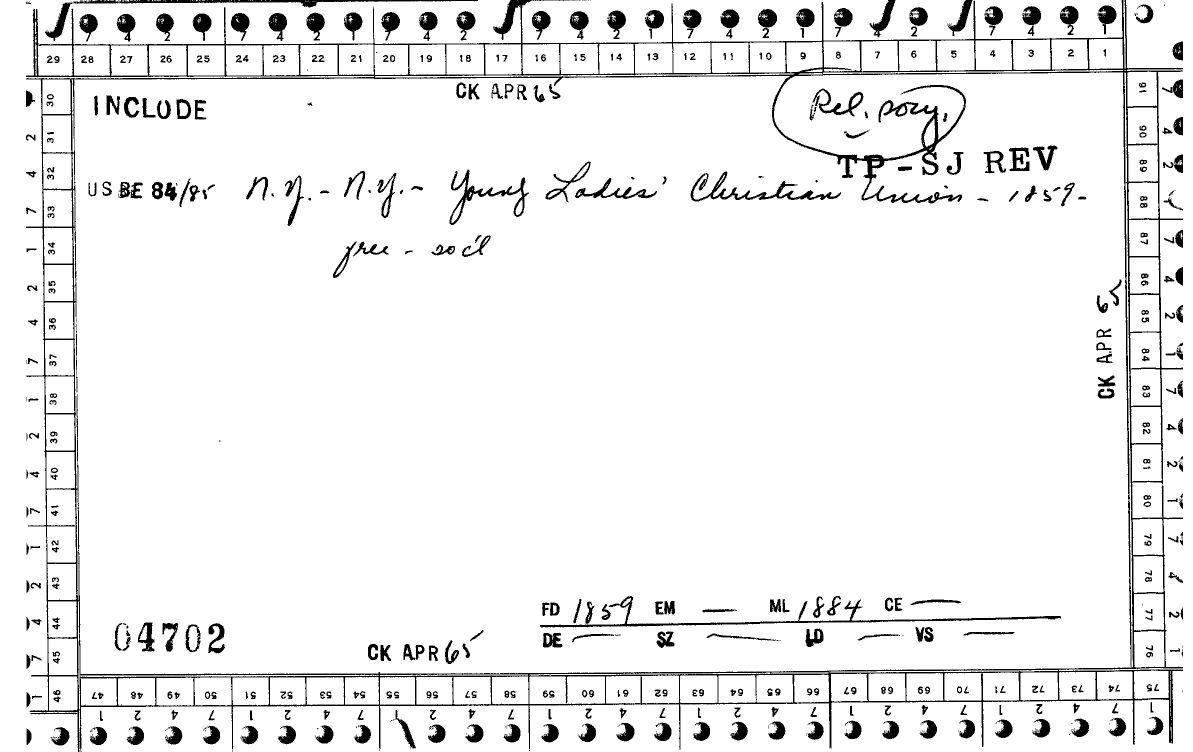 7 4 2 1 7 4 2 1 7 4 2 1 7 4 2 1 7 4 2 1 7 4 2 1 7 4 2 1
29 28 27 26 25 24 23 22 21 20 19 18 17 16 15 14 13 12 11 10 9 8 7 6 5 4 3 2 1
CK APR 65
INCLUDE
Rel. socy.
TP-SJ REV
US BE 84/85 N.Y. - N.Y. - Young Ladies' Christian Union - 1859-
free - soc'l
CK APR 65
FD 1859 EM — ML 1884 CE —
DE — SZ — LD — VS —
04702
CK APR 65
30 31 32 33 34 35 36 37 38 39 40 41 42 43 44 45 46
91 90 89 88 87 86 85 84 83 82 81 80 79 78 77 76
47 48 49 50 51 52 53 54 55 56 57 58 59 60 61 62 63 64 65 66 67 68 69 70 71 72 73 74 75
1 2 4 7 1 2 4 7 1 2 4 7 1 2 4 7 1 2 4 7 1 2 4 7 1 2 4 7 1